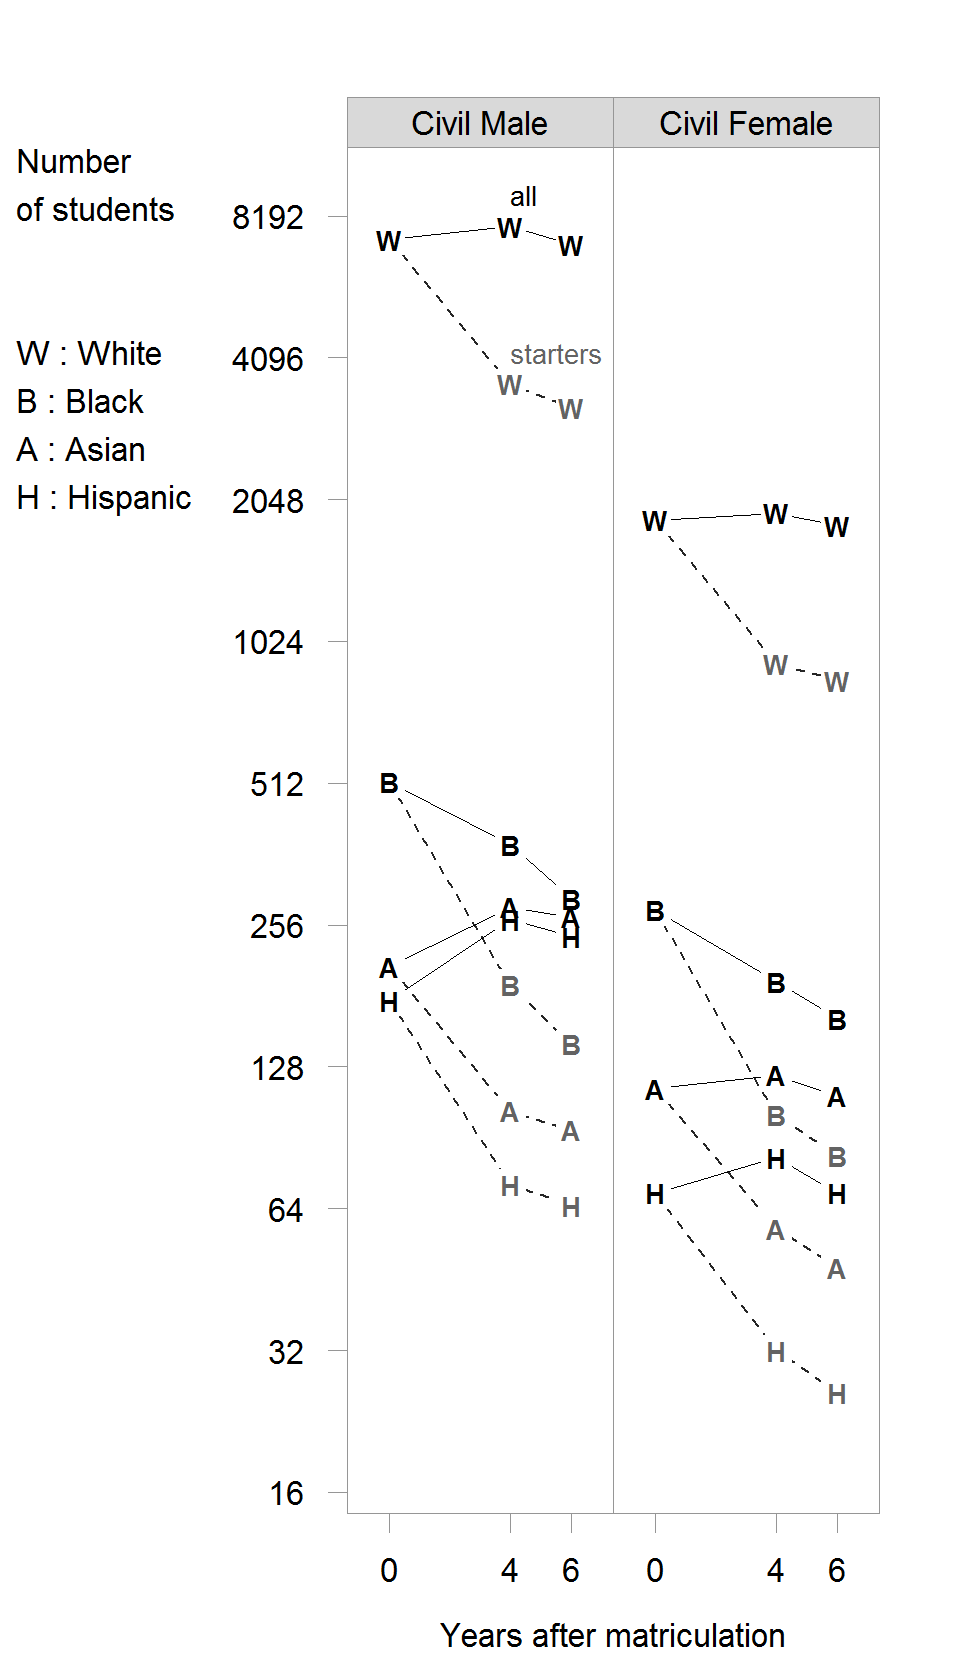 Civil Male
Civil Female
Number
of students
W : White
B : Black
A : Asian
H : Hispanic
8192
4096
2048
1024
512
256
128
64
32
16
all
W W W
starters
W W
B
B
B
A
A
A
H
H
H
B
B
A
A
H
H
W W W
W W
B
B
B
A
A
A
B
B
H
H
H
A
A
H
H
0 4 6 0 4 6
Years after matriculation